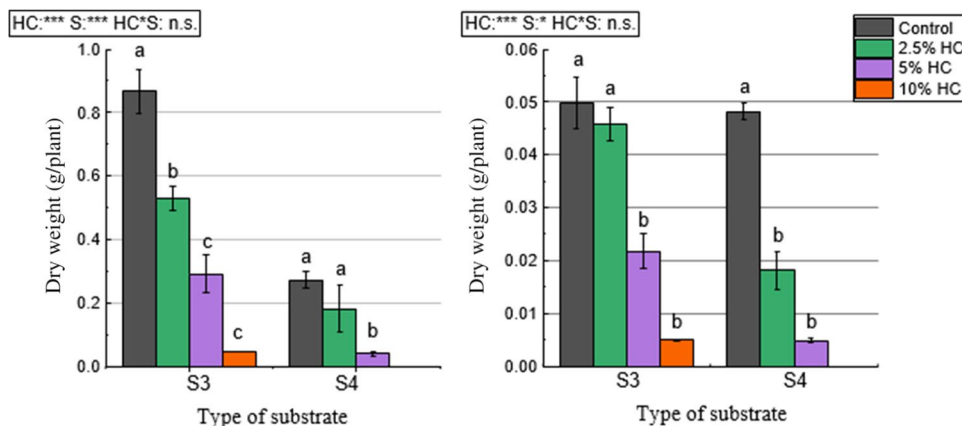 HC:*** S:*** HC*S: n.s.
1.0
0.8
0.6
0.4
0.2
0.0
Dry weight (g/plant)
a
b
c
c
a
a
b
S3
S4
Type of substrate
HC:*** S:* HC*S: n.s.
0.06
0.05
0.04
0.03
0.02
0.01
0.00
Dry weight (g/plant)
a
a
b
b
a
b
b
S3
S4
Type of substrate
Control
2.5% HC
5% HC
10% HC